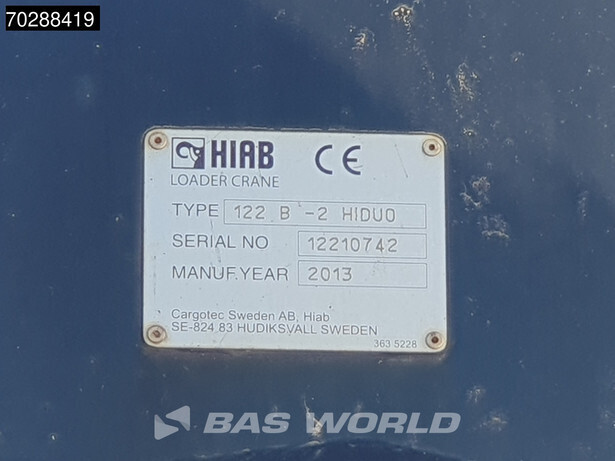 70288419
HIAB CE
LOADER CRANE
TYPE 122 B -2 HIDUO
SERIAL NO 12210742
MANUF.YEAR 2013
Cargotec Sweden AB, Hiab
SE-824 83 HUDIKSVALL SWEDEN
363 5228
BAS WORLD